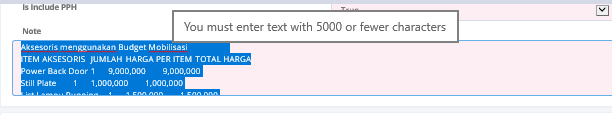 Is Include PPH
True
You must enter text with 5000 or fewer characters
Note
Aksesoris menggunakan Budget Mobilisasi
ITEM AKSESORIS JUMLAH HARGA PER ITEM TOTAL HARGA
Power Back Door 1 9,000,000 9,000,000
Still Plate 1 1,000,000 1,000,000
List Lampu Running 1 1,500,000 1,500,000